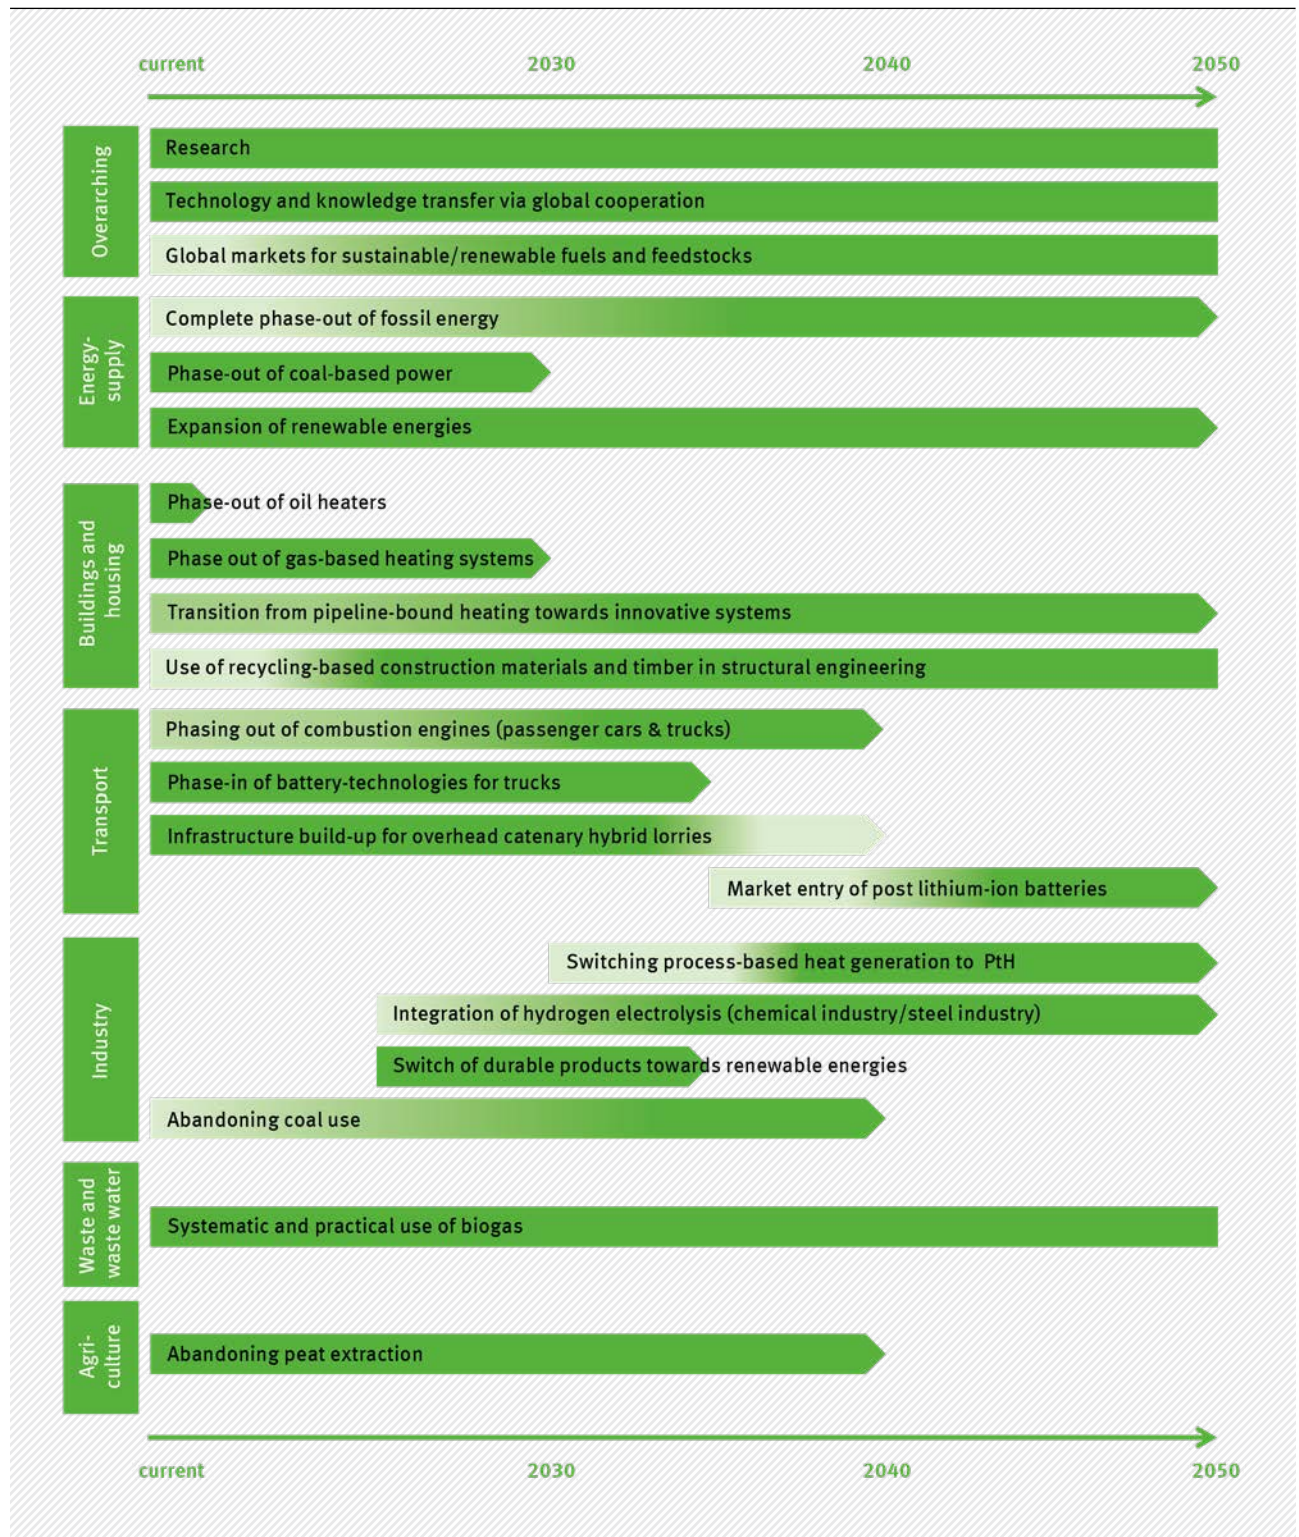 current 2030 2040 2050
Overarching
Research
Technology and knowledge transfer via global cooperation
Global markets for sustainable/renewable fuels and feedstocks
Energy-
supply
Complete phase-out of fossil energy
Phase-out of coal-based power
Expansion of renewable energies
Buildings and
housing
Phase-out of oil heaters
Phase out of gas-based heating systems
Transition from pipeline-bound heating towards innovative systems
Use of recycling-based construction materials and timber in structural engineering
Transport
Phasing out of combustion engines (passenger cars & trucks)
Phase-in of battery-technologies for trucks
Infrastructure build-up for overhead catenary hybrid lorries
Market entry of post lithium-ion batteries
Industry
Switching process-based heat generation to PtH
Integration of hydrogen electrolysis (chemical industry/steel industry)
Switch of durable products towards renewable energies
Abandoning coal use
Waste and
waste water
Systematic and practical use of biogas
Agri-
culture
Abandoning peat extraction
current 2030 2040 2050